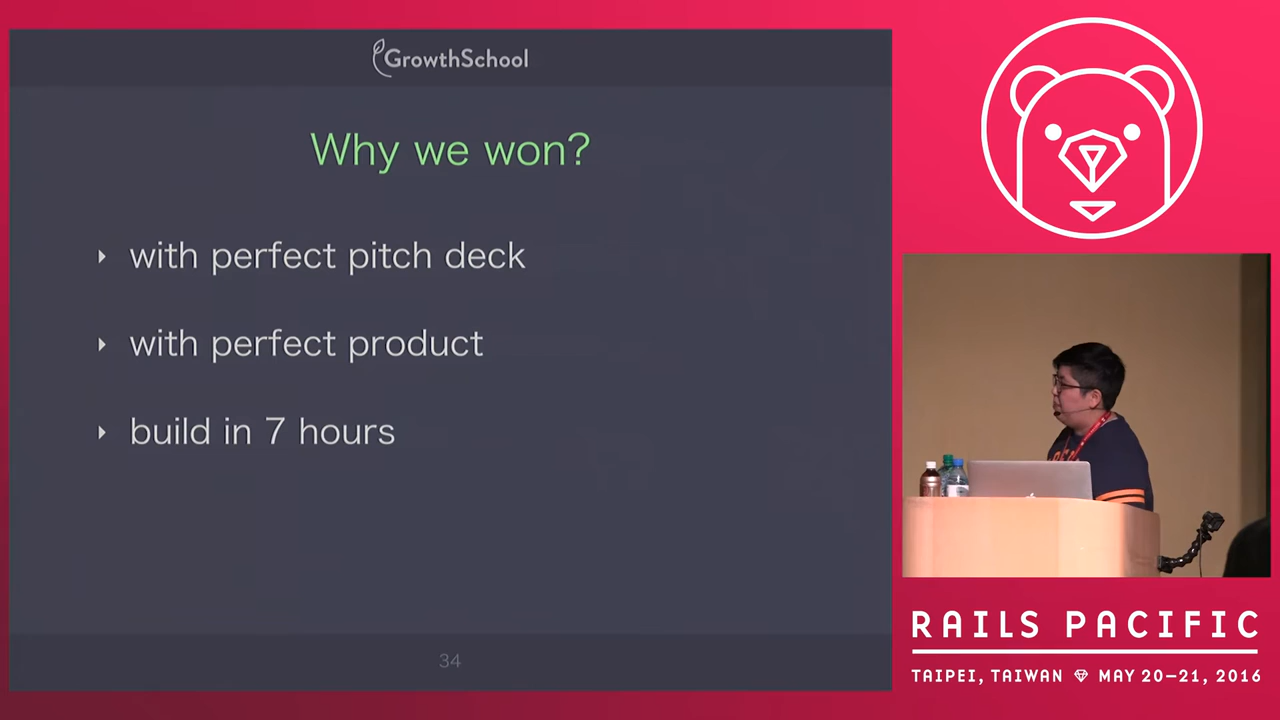 GrowthSchool
Why we won?
with perfect pitch deck
with perfect product
build in 7 hours
34
RAILS PACIFIC
TAIPEI, TAIWAN MAY 20–21, 2016